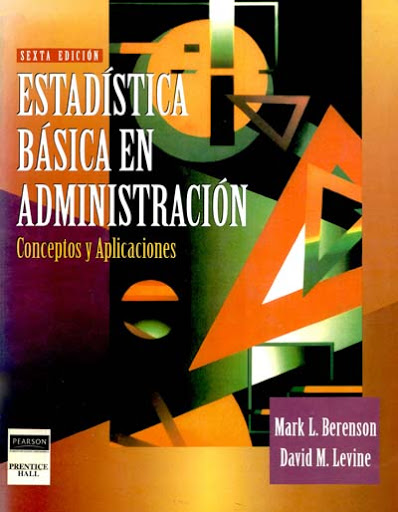 SEXTA EDICIÓN
ESTADÍSTICA
BÁSICA EN
ADMINISTRACIÓN
Conceptos y Aplicaciones
Mark L. Berenson
David M. Levine
PEARSON
PRENTICE
HALL